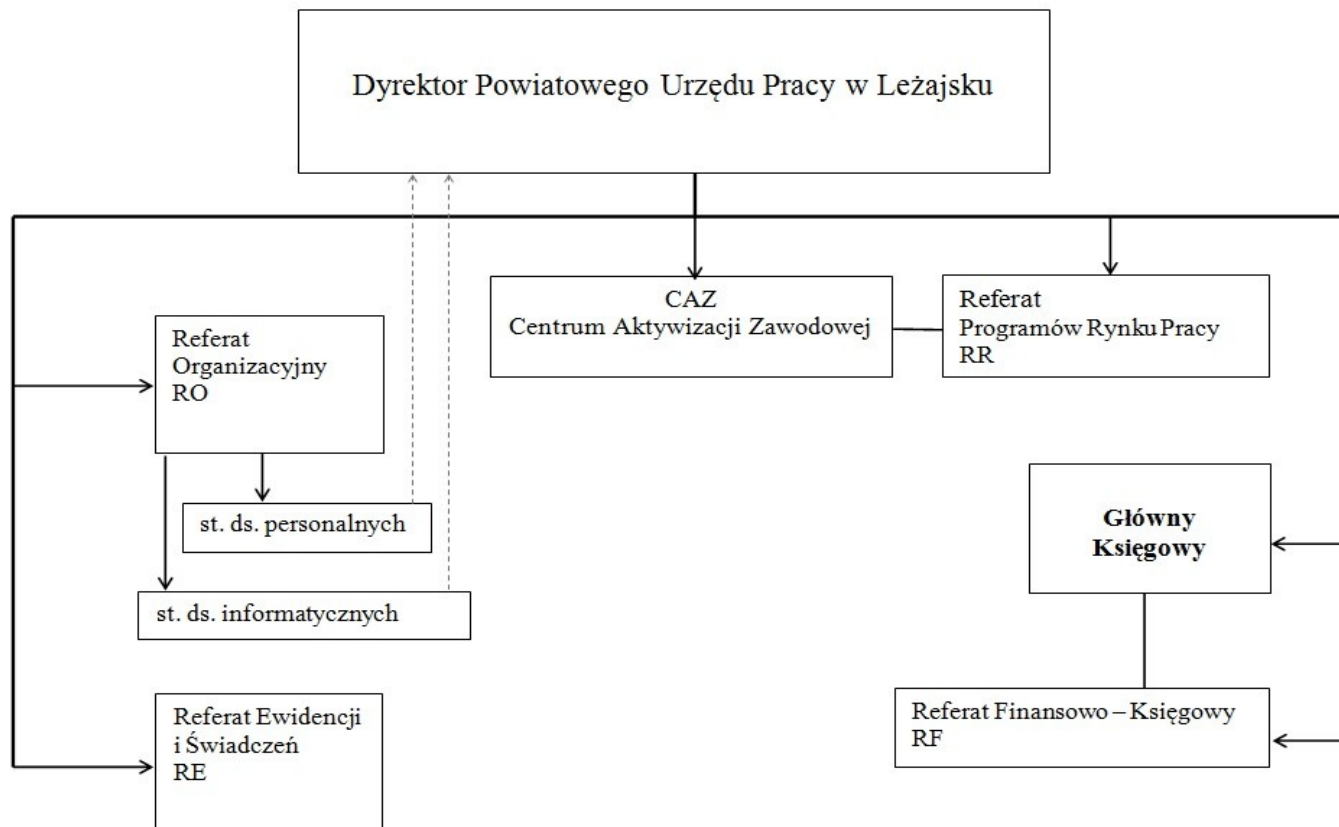 Dyrektor Powiatowego Urzędu Pracy w Leżajsku
CAZ
Centrum Aktywizacji Zawodowej
Referat
Programów Rynku Pracy
RR
Referat
Organizacyjny
RO
st. ds. personalnych
st. ds. informatycznych
Główny
Księgowy
Referat Ewidencji
i Świadczeń
RE
Referat Finansowo – Księgowy
RF